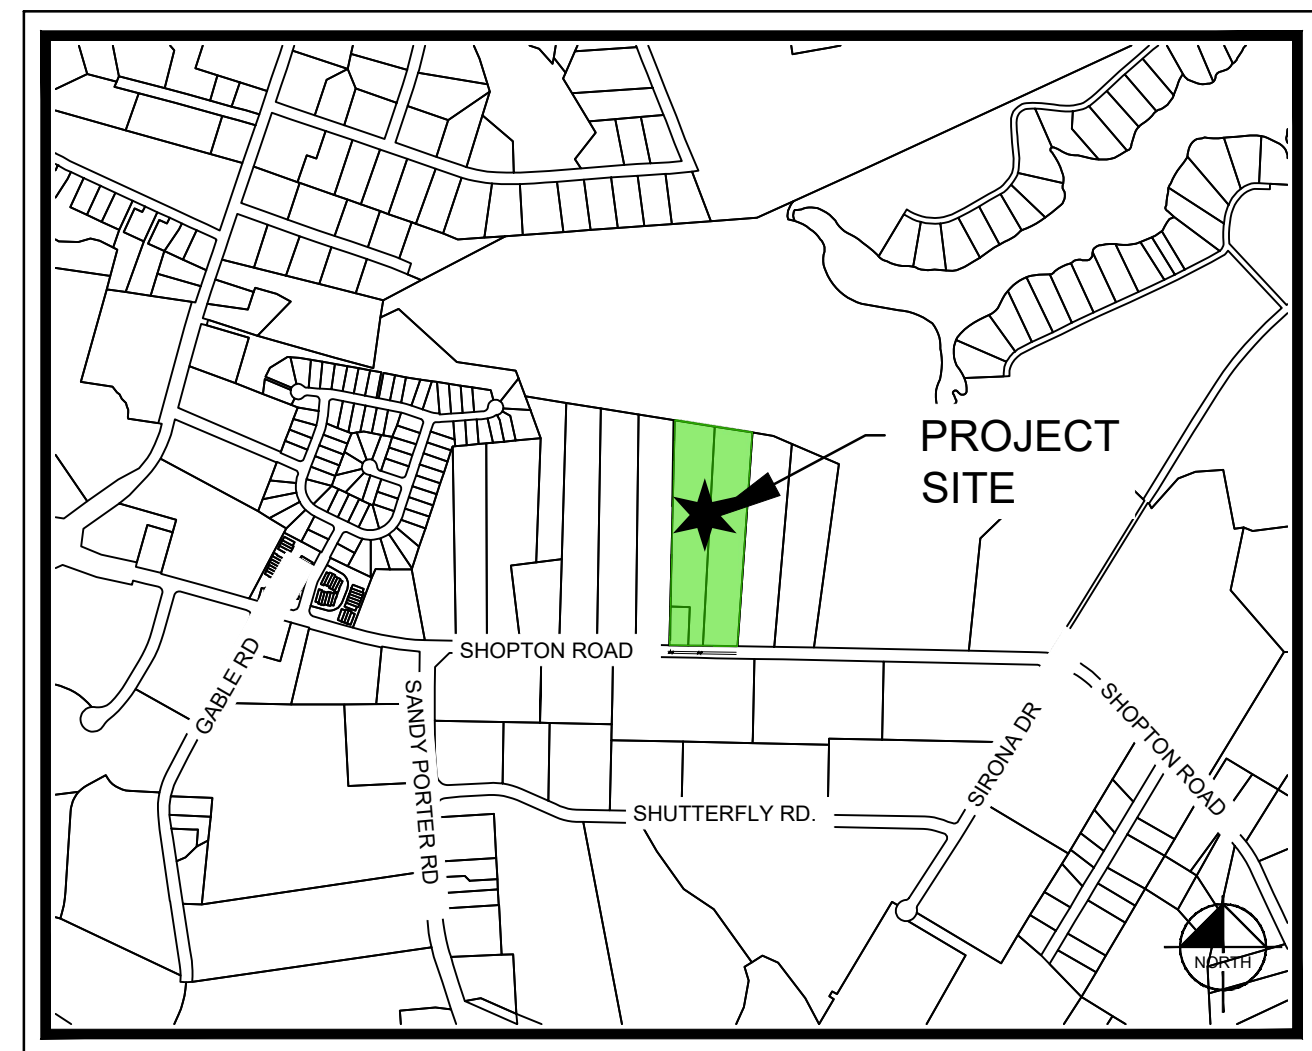 PROJECT
SITE
SHOPTON ROAD
GABLE RD
SANDY PORTER RD
SHOPTON ROAD
SIRONA DR
SHUTTERFLY RD.
NORTH